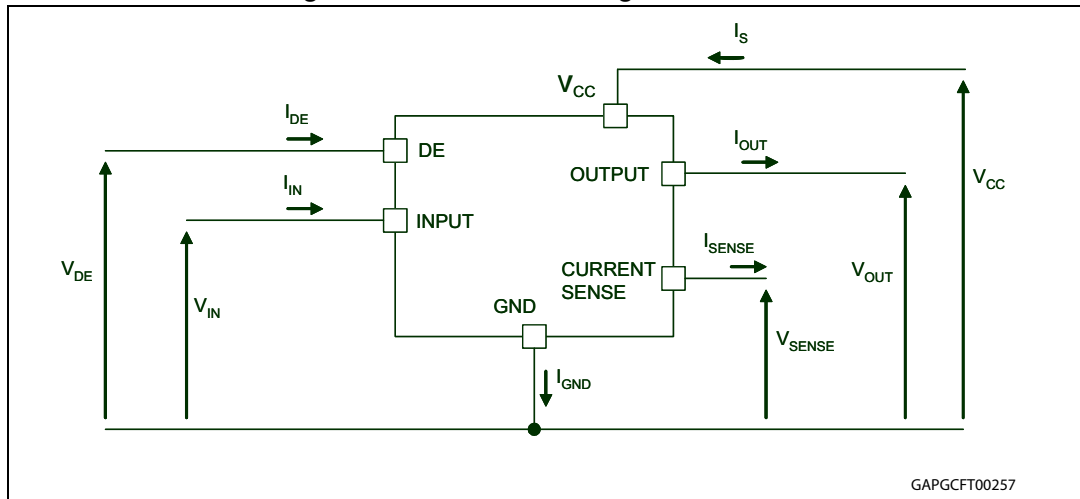 I_S
V_CC
I_DE
DE
I_OUT
OUTPUT
V_CC
I_IN
INPUT
I_SENSE
CURRENT
SENSE
V_DE
V_OUT
V_IN
GND
V_SENSE
I_GND
GAPGCFT00257